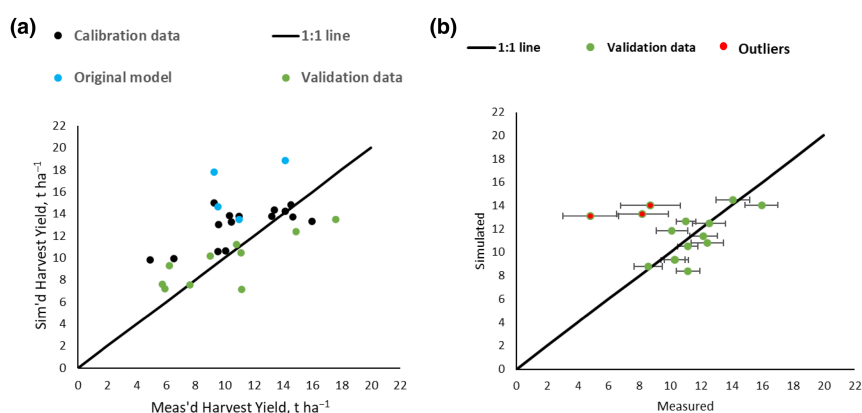 (a)
Calibration data
1:1 line
Original model
Validation data
Sim'd Harvest Yield, t ha⁻¹
22
20
18
16
14
12
10
8
6
4
2
0
0 2 4 6 8 10 12 14 16 18 20 22
Meas'd Harvest Yield, t ha⁻¹
(b)
1:1 line
Validation data
Outliers
Simulated
22
20
18
16
14
12
10
8
6
4
2
0
0 2 4 6 8 10 12 14 16 18 20 22
Measured